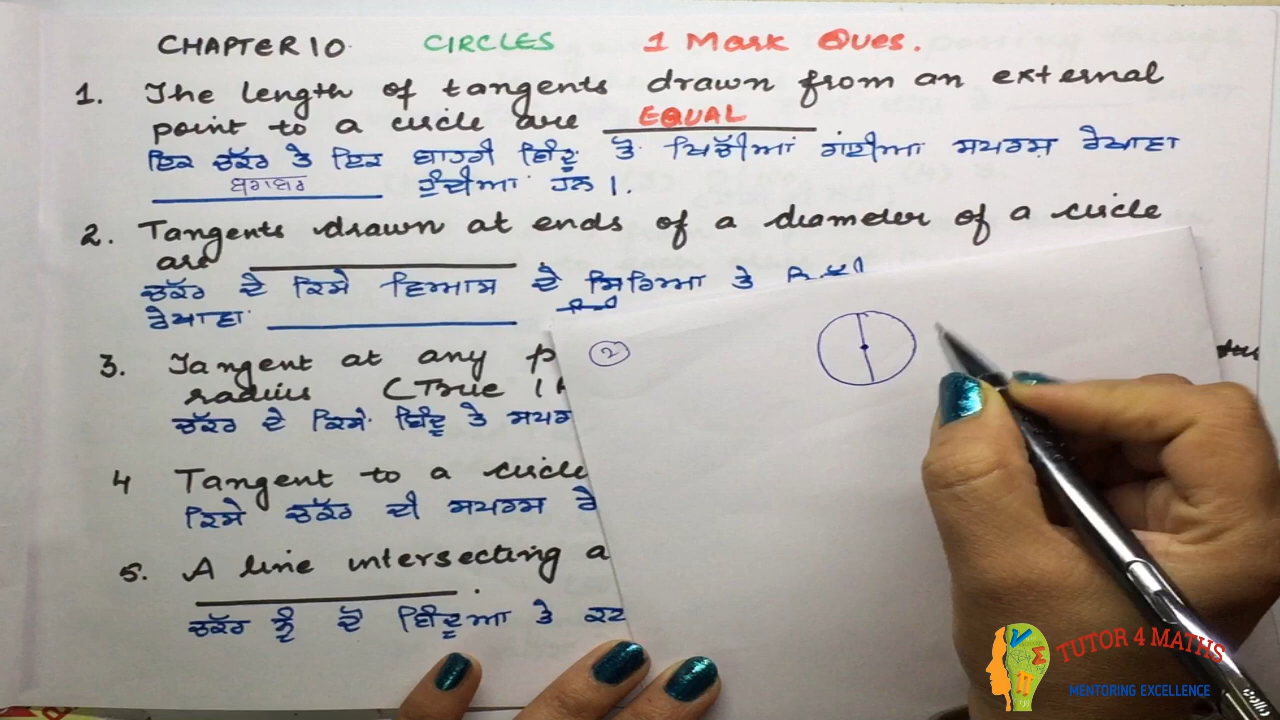 CHAPTER 10 CIRCLES 1 Mark Ques.
1. The length of tangents drawn from an external
point to a circle are EQUAL
ਇਕ ਚੱਕਰ ਤੇ ਇਕ ਬਾਹਰੀ ਬਿੰਦੂ ਤੋਂ ਖਿਚੀਆਂ ਗਈਆ ਸਪਰਸ਼ ਰੇਖਾਵਾਂ
ਬਰਾਬਰ ਹੁੰਦੀਆਂ ਹਨ ।.
2. Tangents drawn at ends of a diameter of a circle
are
ਚੱਕਰ ਦੇ ਕਿਸੇ ਵਿਆਸ ਦੇ ਸਿਰਿਆ ਤੇ
ਰੇਖਾਵਾਂ
2
3. Tangent at any
radius (True
ਚੱਕਰ ਦੇ ਕਿਸੇ ਬਿੰਦੂ ਤੇ
4 Tangent to a circle
ਕਿਸੇ ਚੱਕਰ ਦੀ ਸਪਰਸ
5. A line intersecting a
ਚੱਕਰ ਨੂੰ ਦੋ ਬਿੰਦੂਆ ਤੇ
TUTOR 4 MATHS
MENTORING EXCELLENCE